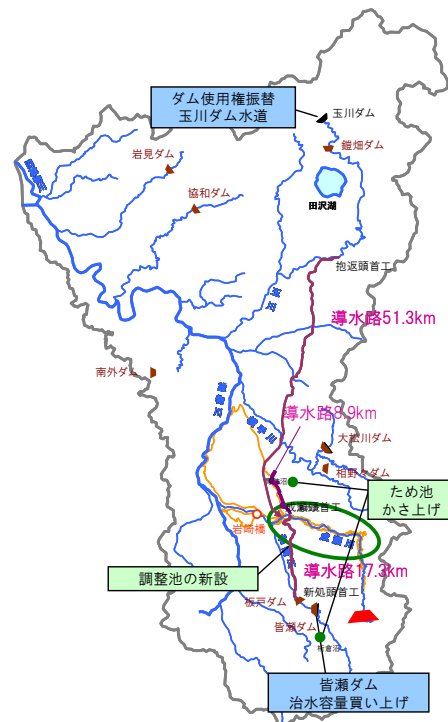 ダム使用権振替
玉川ダム水道
玉川ダム
鎧畑ダム
岩見ダム
協和ダム
田沢湖
抱返頭首工
導水路51.3km
南外ダム
導水路8.9km
大松川ダム
相野々ダム
ため池
かさ上げ
成瀬頭首工
岩崎橋
調整池の新設
導水路17.3km
新処頭首工
板戸ダム
皆瀬ダム
皆瀬ダム
治水容量買い上げ